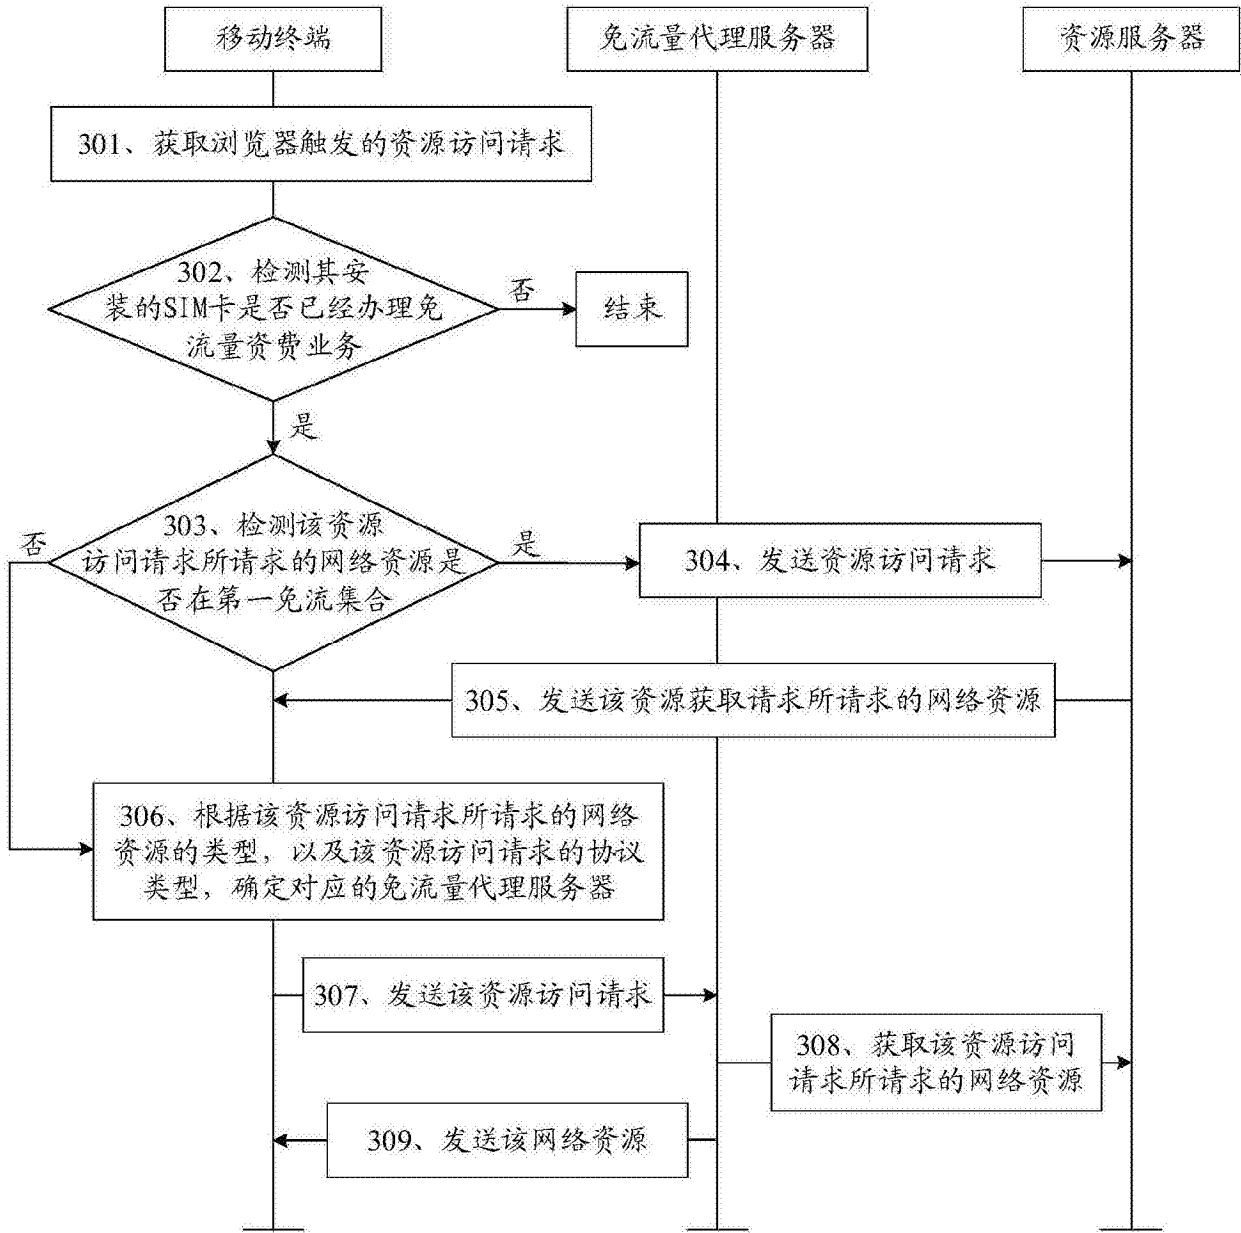 移动终端
免流量代理服务器
资源服务器
301、获取浏览器触发的资源访问请求
302、检测其安
装的SIM卡是否已经办理免
流量资费业务
否
结束
是
303、检测该资源
访问请求所请求的网络资源是
否在第一免流集合
否
是
304、发送资源访问请求
305、发送该资源获取请求所请求的网络资源
306、根据该资源访问请求所请求的网络
资源的类型，以及该资源访问请求的协议
类型，确定对应的免流量代理服务器
307、发送该资源访问请求
308、获取该资源访问
请求所请求的网络资源
309、发送该网络资源